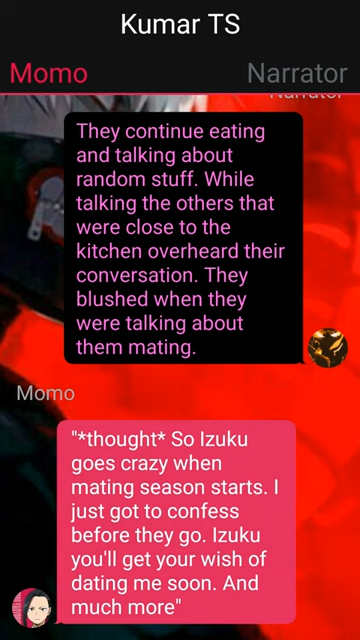 Kumar TS
Momo
Narrator
Narrator
They continue eating
and talking about
random stuff. While
talking the others that
were close to the
kitchen overheard their
conversation. They
blushed when they
were talking about
them mating.
Momo
"*thought* So Izuku
goes crazy when
mating season starts. I
just got to confess
before they go. Izuku
you'll get your wish of
dating me soon. And
much more"